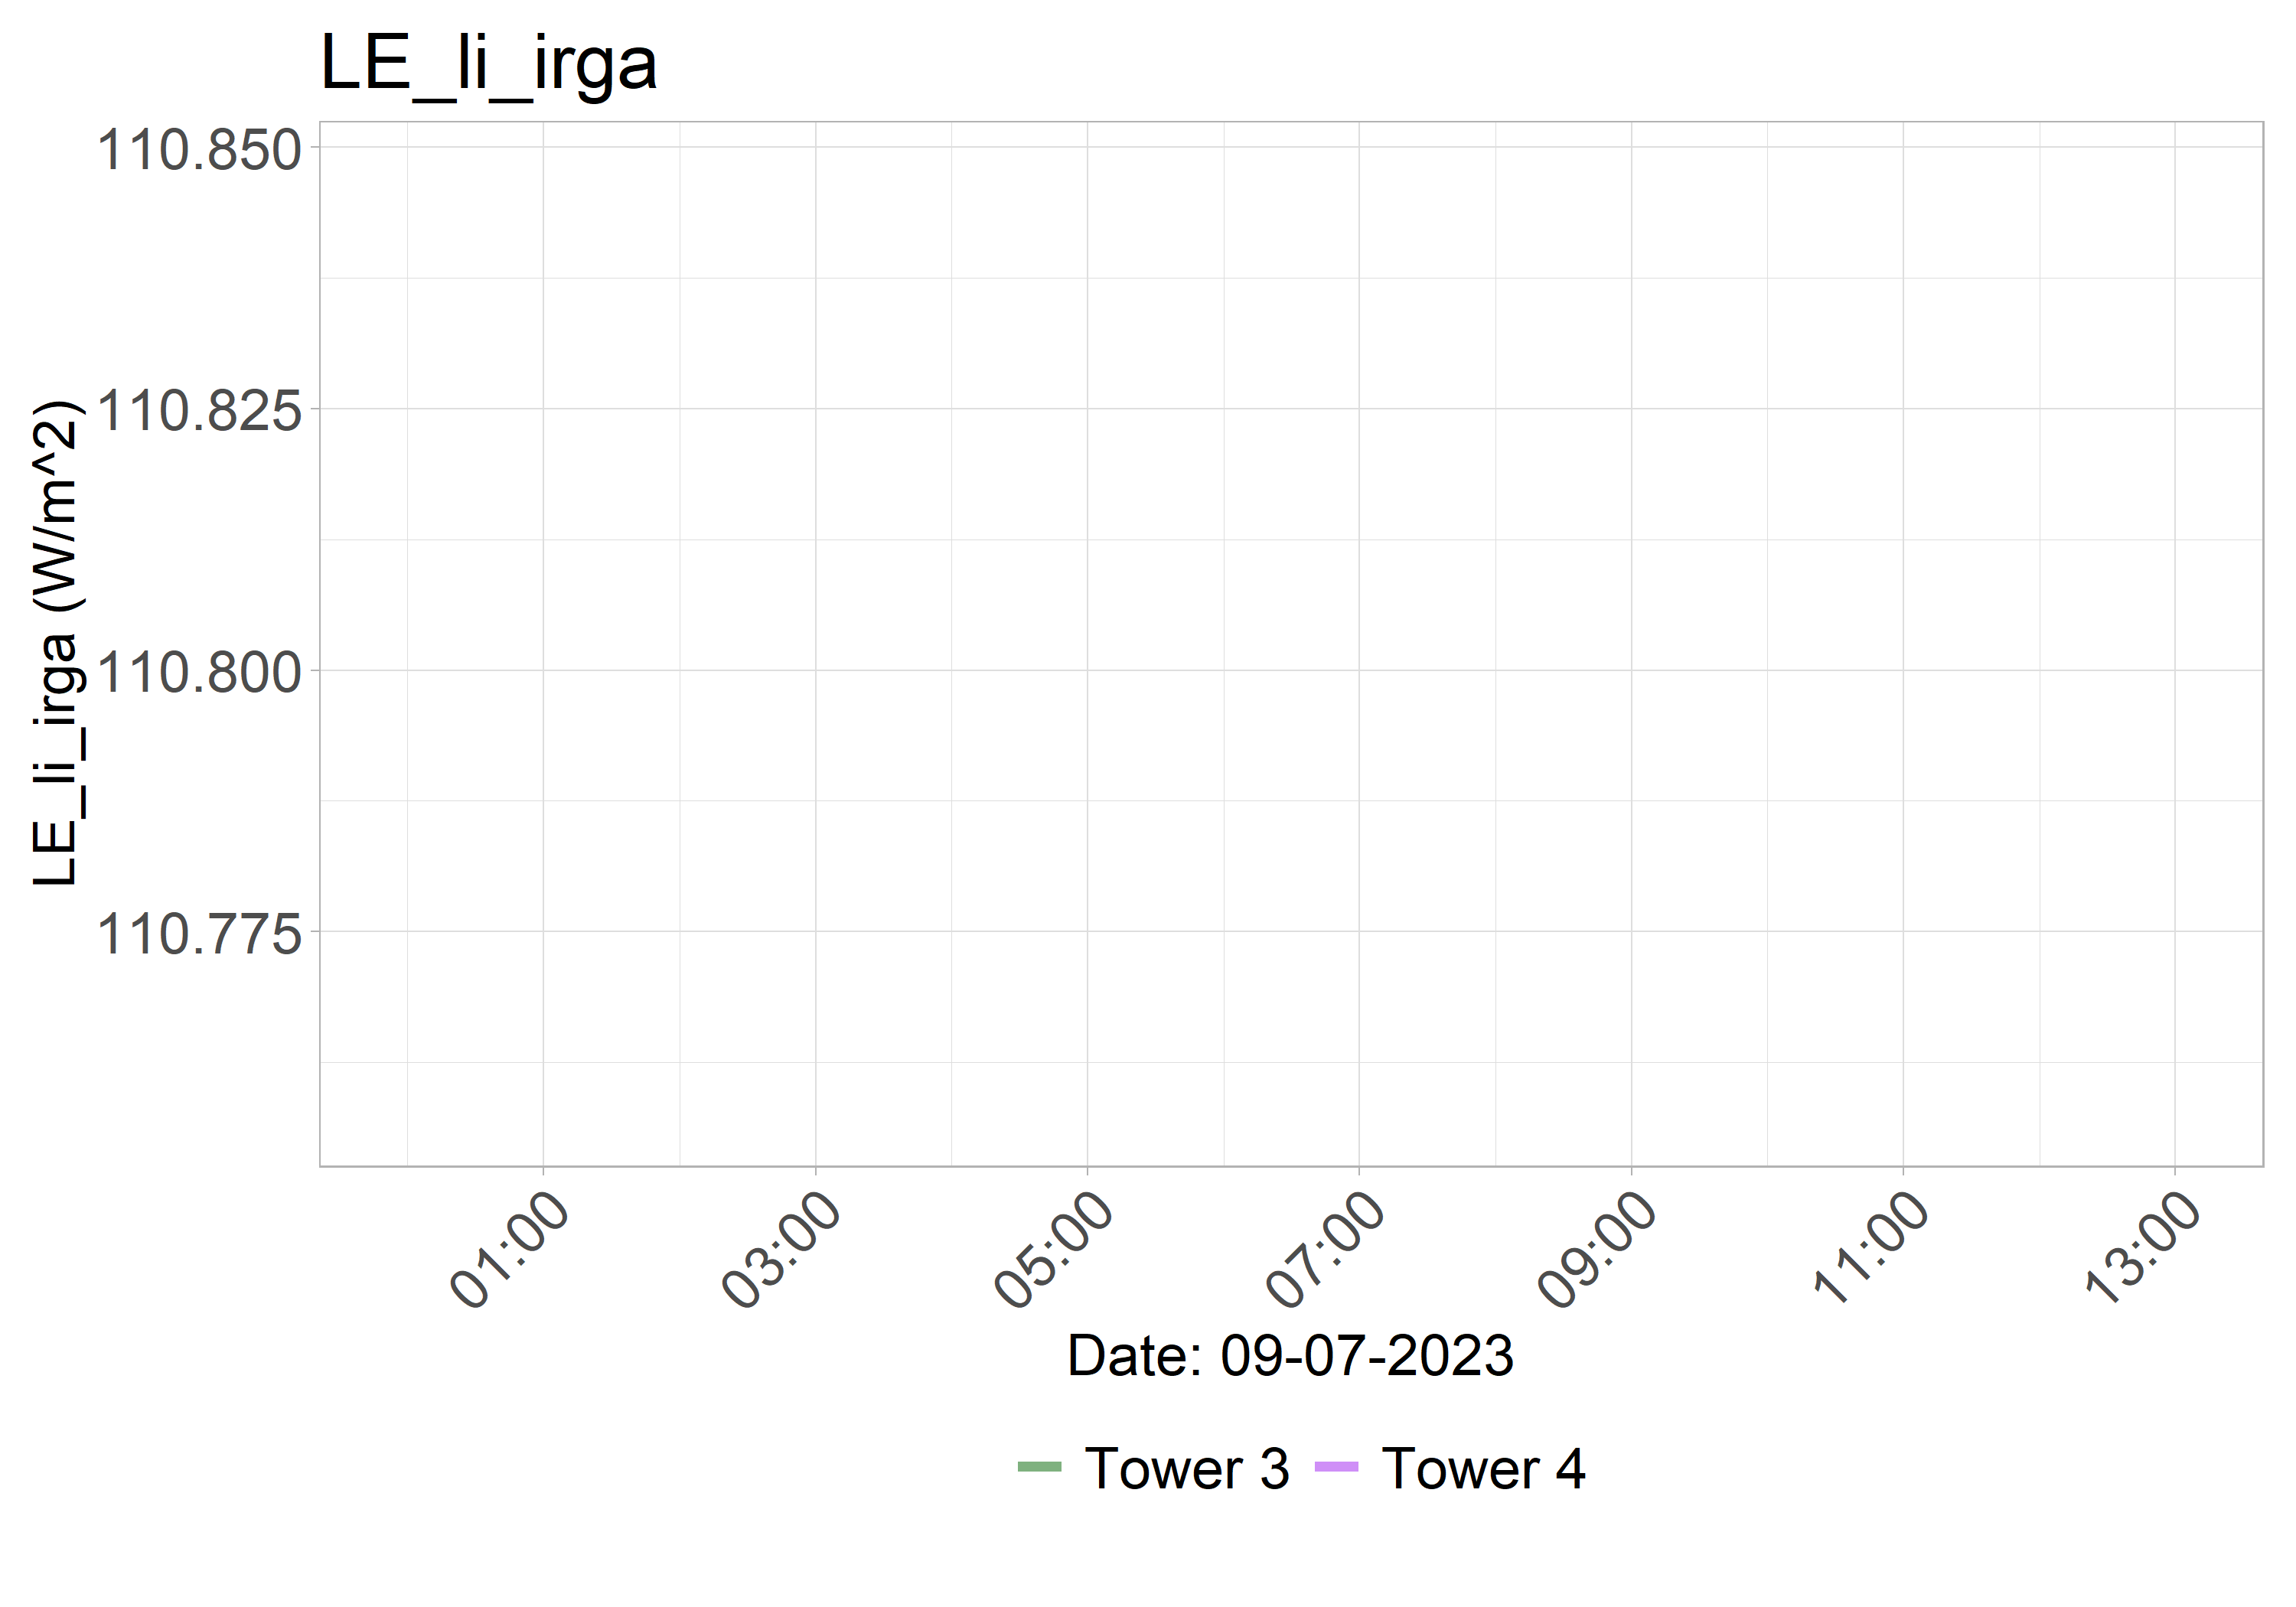 LE_li_irga
110.850
110.825
110.800
110.775
LE_li_irga (W/m^2)
01:00
03:00
05:00
07:00
09:00
11:00
13:00
Date: 09-07-2023
Tower 3 Tower 4